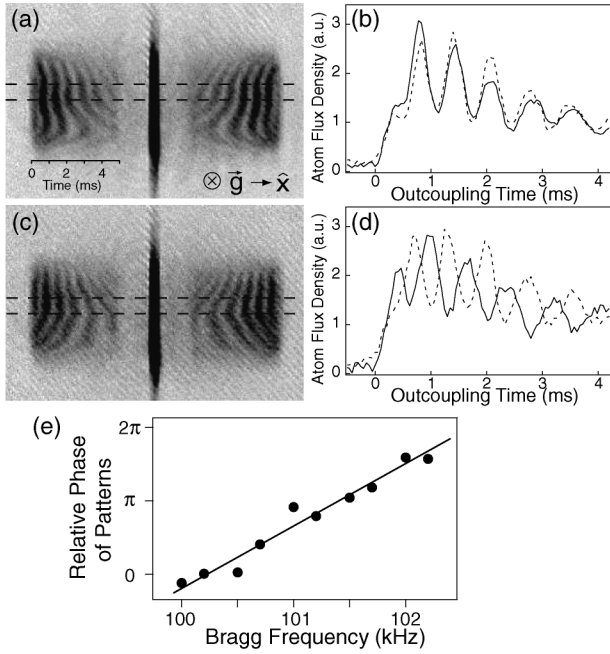 (a)
0 2 4
Time (ms)
⊗ g⃗ → x̂
(b)
Atom Flux Density (a.u.)
3
2
1
0
0 1 2 3 4
Outcoupling Time (ms)
(c)
(d)
Atom Flux Density (a.u.)
3
2
1
0
0 1 2 3 4
Outcoupling Time (ms)
(e)
Relative Phase
of Patterns
2π
π
0
100 101 102
Bragg Frequency (kHz)